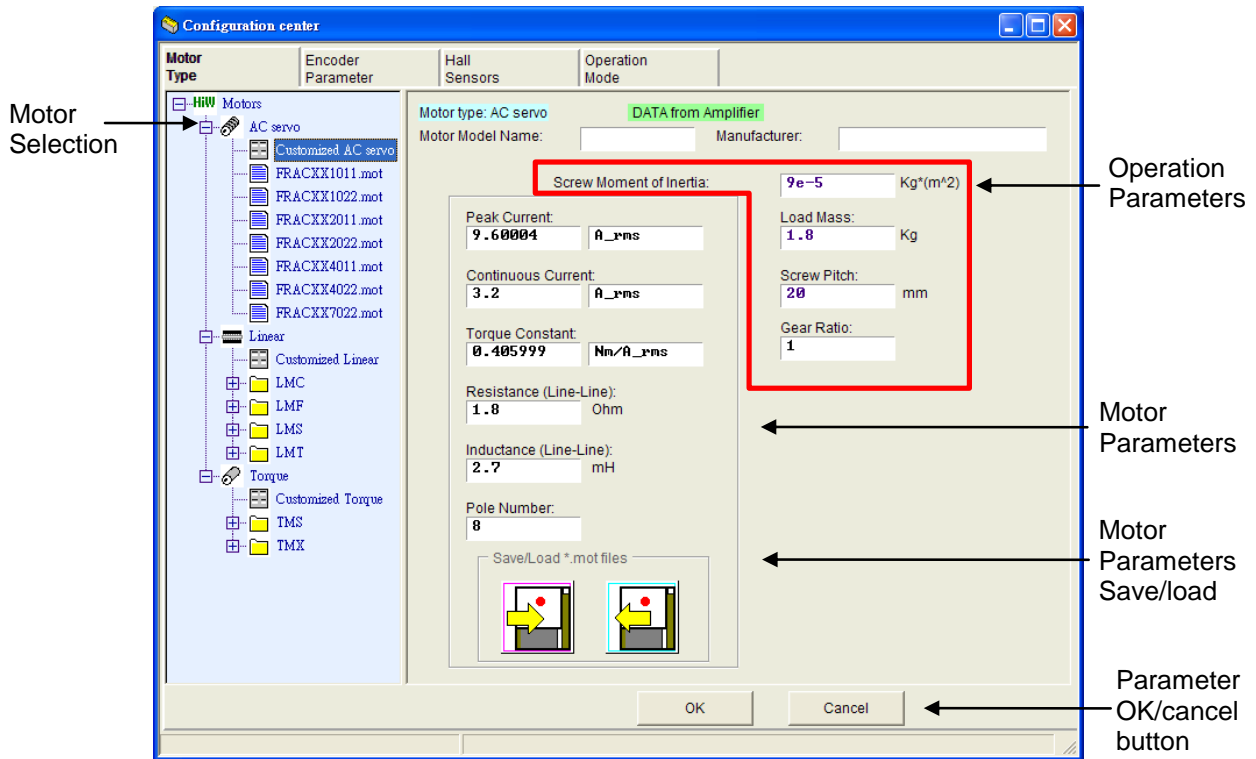 Configuration center
Motor
Type
Encoder
Parameter
Hall
Sensors
Operation
Mode
Motor
Selection
HiW Motors
AC servo
Customized AC servo
FRACXX1011.mot
FRACXX1022.mot
FRACXX2011.mot
FRACXX2022.mot
FRACXX4011.mot
FRACXX4022.mot
FRACXX7022.mot
Linear
Customized Linear
LMC
LMF
LMS
LMT
Torque
Customized Torque
TMS
TMX
Motor type: AC servo
DATA from Amplifier
Motor Model Name:
Manufacturer:
Screw Moment of Inertia: 9e-5 Kg*(m^2)
Peak Current:
9.60004 A_rms
Continuous Current:
3.2 A_rms
Torque Constant:
0.405999 Nm/A_rms
Resistance (Line-Line):
1.8 Ohm
Inductance (Line-Line):
2.7 mH
Pole Number:
8
Save/Load *.mot files
Load Mass:
1.8 Kg
Screw Pitch:
20 mm
Gear Ratio:
1
OK
Cancel
Operation
Parameters
Motor
Parameters
Motor
Parameters
Save/load
Parameter
OK/cancel
button